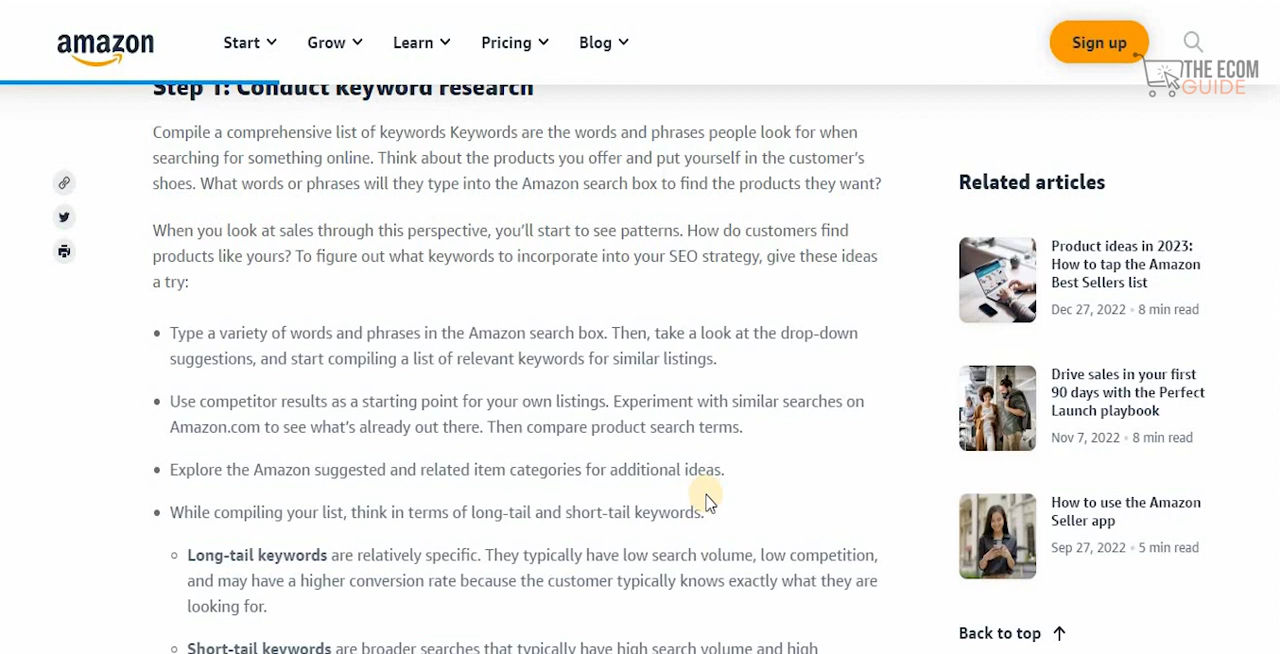 amazon
Start
Grow
Learn
Pricing
Blog
Sign up
THE ECOM
GUIDE
Step 1: Conduct keyword research
Compile a comprehensive list of keywords Keywords are the words and phrases people look for when
searching for something online. Think about the products you offer and put yourself in the customer's
shoes. What words or phrases will they type into the Amazon search box to find the products they want?
When you look at sales through this perspective, you'll start to see patterns. How do customers find
products like yours? To figure out what keywords to incorporate into your SEO strategy, give these ideas
a try:
• Type a variety of words and phrases in the Amazon search box. Then, take a look at the drop-down
suggestions, and start compiling a list of relevant keywords for similar listings.
• Use competitor results as a starting point for your own listings. Experiment with similar searches on
Amazon.com to see what's already out there. Then compare product search terms.
• Explore the Amazon suggested and related item categories for additional ideas.
• While compiling your list, think in terms of long-tail and short-tail keywords.
◦ Long-tail keywords are relatively specific. They typically have low search volume, low competition,
and may have a higher conversion rate because the customer typically knows exactly what they are
looking for.
◦ Short-tail keywords are broader searches that typically have high search volume and high
Related articles
Product ideas in 2023:
How to tap the Amazon
Best Sellers list
Dec 27, 2022 • 8 min read
Drive sales in your first
90 days with the Perfect
Launch playbook
Nov 7, 2022 • 8 min read
How to use the Amazon
Seller app
Sep 27, 2022 • 5 min read
Back to top ↑